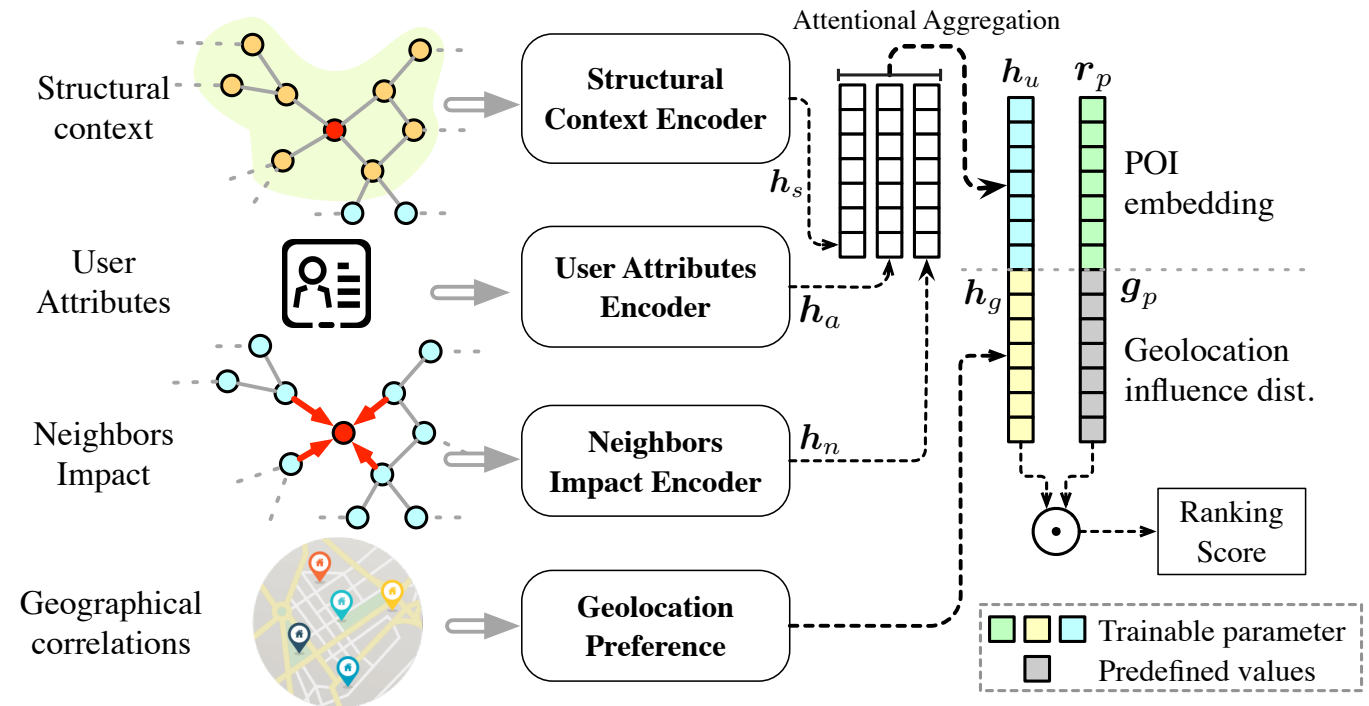 Attentional Aggregation
Structural
context
Structural
Context Encoder
h_s
h_u
r_p
POI
embedding
User
Attributes
User Attributes
Encoder
h_a
h_g
g_p
Geolocation
influence dist.
Neighbors
Impact
Neighbors
Impact Encoder
h_n
Ranking
Score
Geographical
correlations
Geolocation
Preference
Trainable parameter
Predefined values